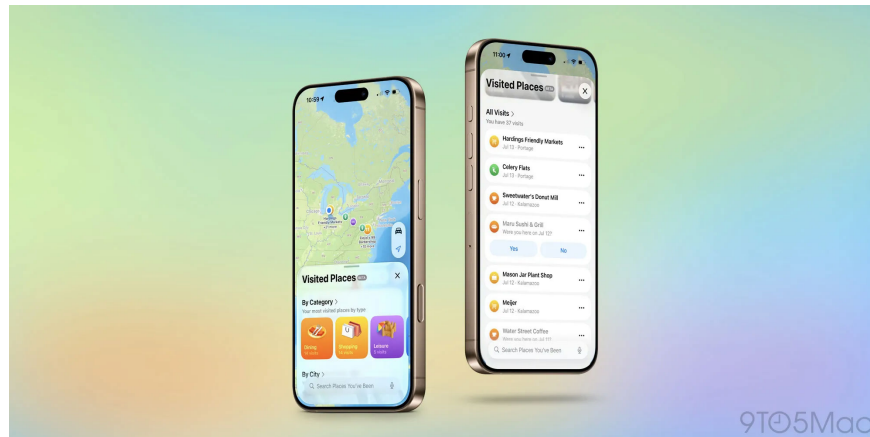 10:59
Visited Places BETA
By Category >
Your most visited places by type
Dining
Shopping
Leisure
5 visits
By City >
Search Places You've Been
11:00
Visited Places BETA
All Visits >
You have 37 visits
Hardings Friendly Markets
Jul 13 · Portage
Celery Flats
Jul 13 · Portage
Sweetwater's Donut Mill
Jul 12 · Kalamazoo
Maru Sushi & Grill
Were you here on Jul 12?
Yes
No
Mason Jar Plant Shop
Jul 12 · Kalamazoo
Meijer
Jul 12 · Kalamazoo
Water Street Coffee
Were you here on Jul 11?
Search Places You've Been
9TO5Mac